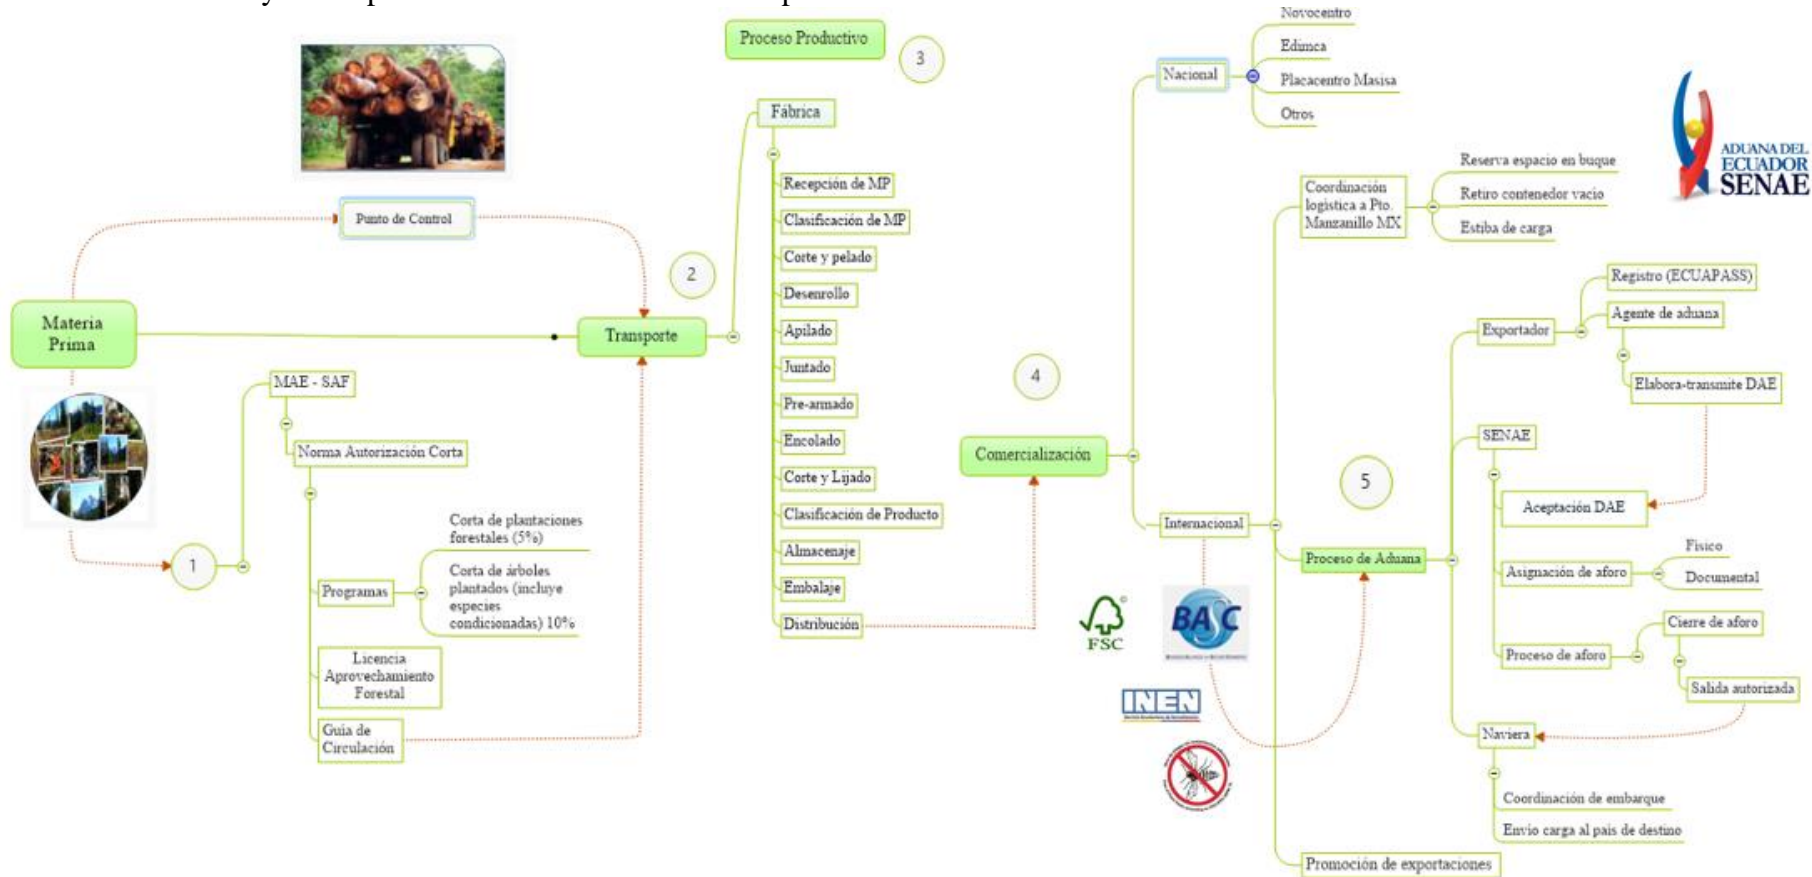 Proceso Productivo
3
Punto de Control
2
Materia
Prima
Transporte
1
MAE - SAF
Norma Autorización Corta
Programas
Corta de plantaciones
forestales (5%)
Corta de árboles
plantados (incluye
especies
condicionadas) 10%
Licencia
Aprovechamiento
Forestal
Guía de
Circulación
Fábrica
Recepción de MP
Clasificación de MP
Corte y pelado
Desenrollo
Apilado
Juntado
Pre-armado
Encolado
Corte y Lijado
Clasificación de Producto
Almacenaje
Embalaje
Distribución
4
Comercialización
Nacional
Novocentro
Edimca
Placacentro Masisa
Otros
Internacional
Coordinación
logística a Pto.
Manzanillo MX
Reserva espacio en buque
Retiro contenedor vacío
Estiba de carga
5
Proceso de Aduana
Exportador
Registro (ECUAPASS)
Agente de aduana
Elabora-transmite DAE
SENAE
Aceptación DAE
Asignación de aforo
Físico
Documental
Proceso de aforo
Cierre de aforo
Salida autorizada
Naviera
Coordinación de embarque
Envío carga al país de destino
Promoción de exportaciones
FSC
BASC
INEN
ADUANA DEL
ECUADOR
SENAE